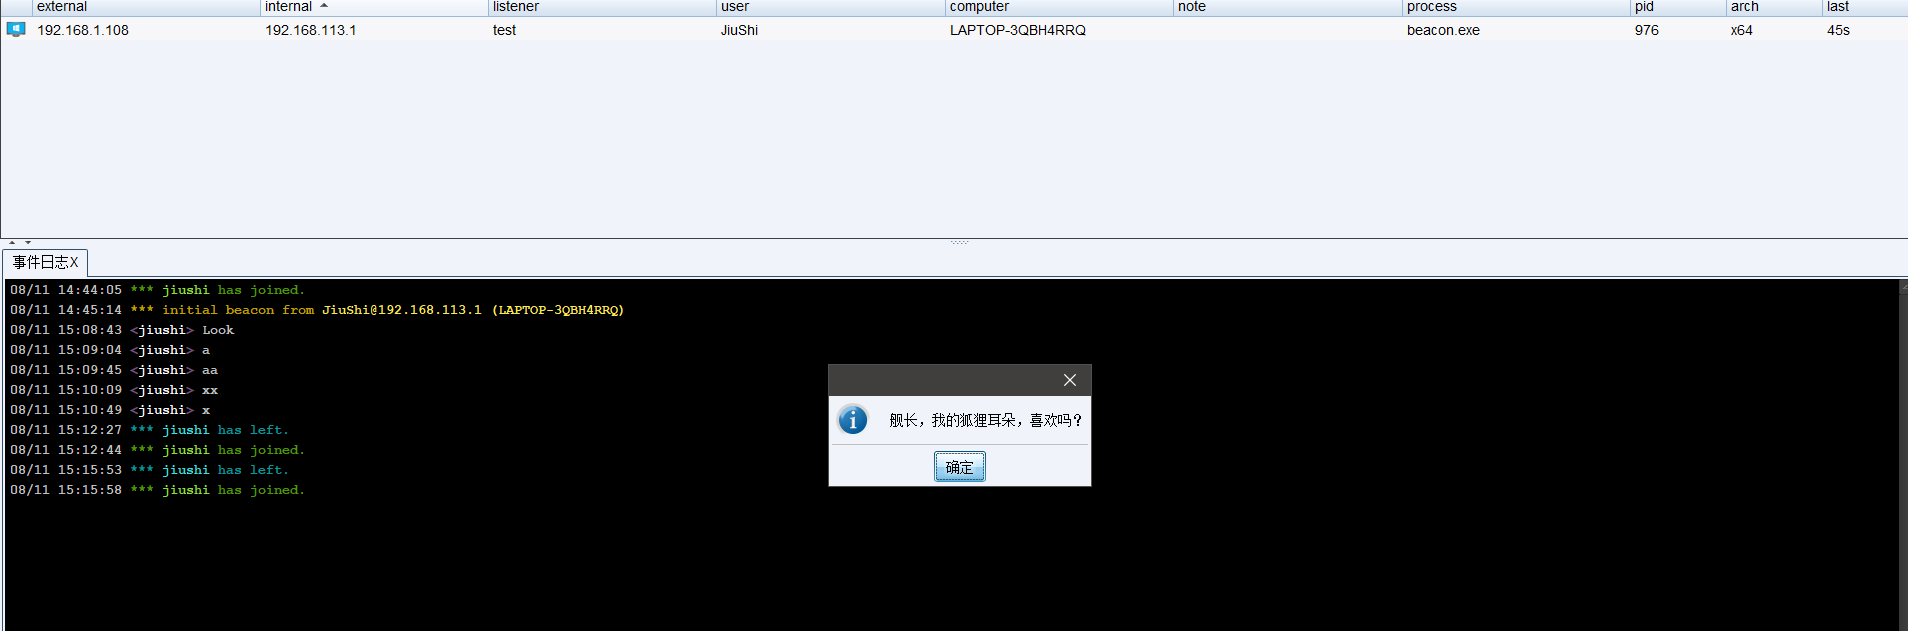 external internal listener user computer note process pid arch last
192.168.1.108 192.168.113.1 test JiuShi LAPTOP-3QBH4RRQ beacon.exe 976 x64 45s
事件日志X
08/11 14:44:05 *** jiushi has joined.
08/11 14:45:14 *** initial beacon from JiuShi@192.168.113.1 (LAPTOP-3QBH4RRQ)
08/11 15:08:43 <jiushi> Look
08/11 15:09:04 <jiushi> a
08/11 15:09:45 <jiushi> aa
08/11 15:10:09 <jiushi> xx
08/11 15:10:49 <jiushi> x
08/11 15:12:27 *** jiushi has left.
08/11 15:12:44 *** jiushi has joined.
08/11 15:15:53 *** jiushi has left.
08/11 15:15:58 *** jiushi has joined.
舰长，我的狐狸耳朵，喜欢吗？
确定